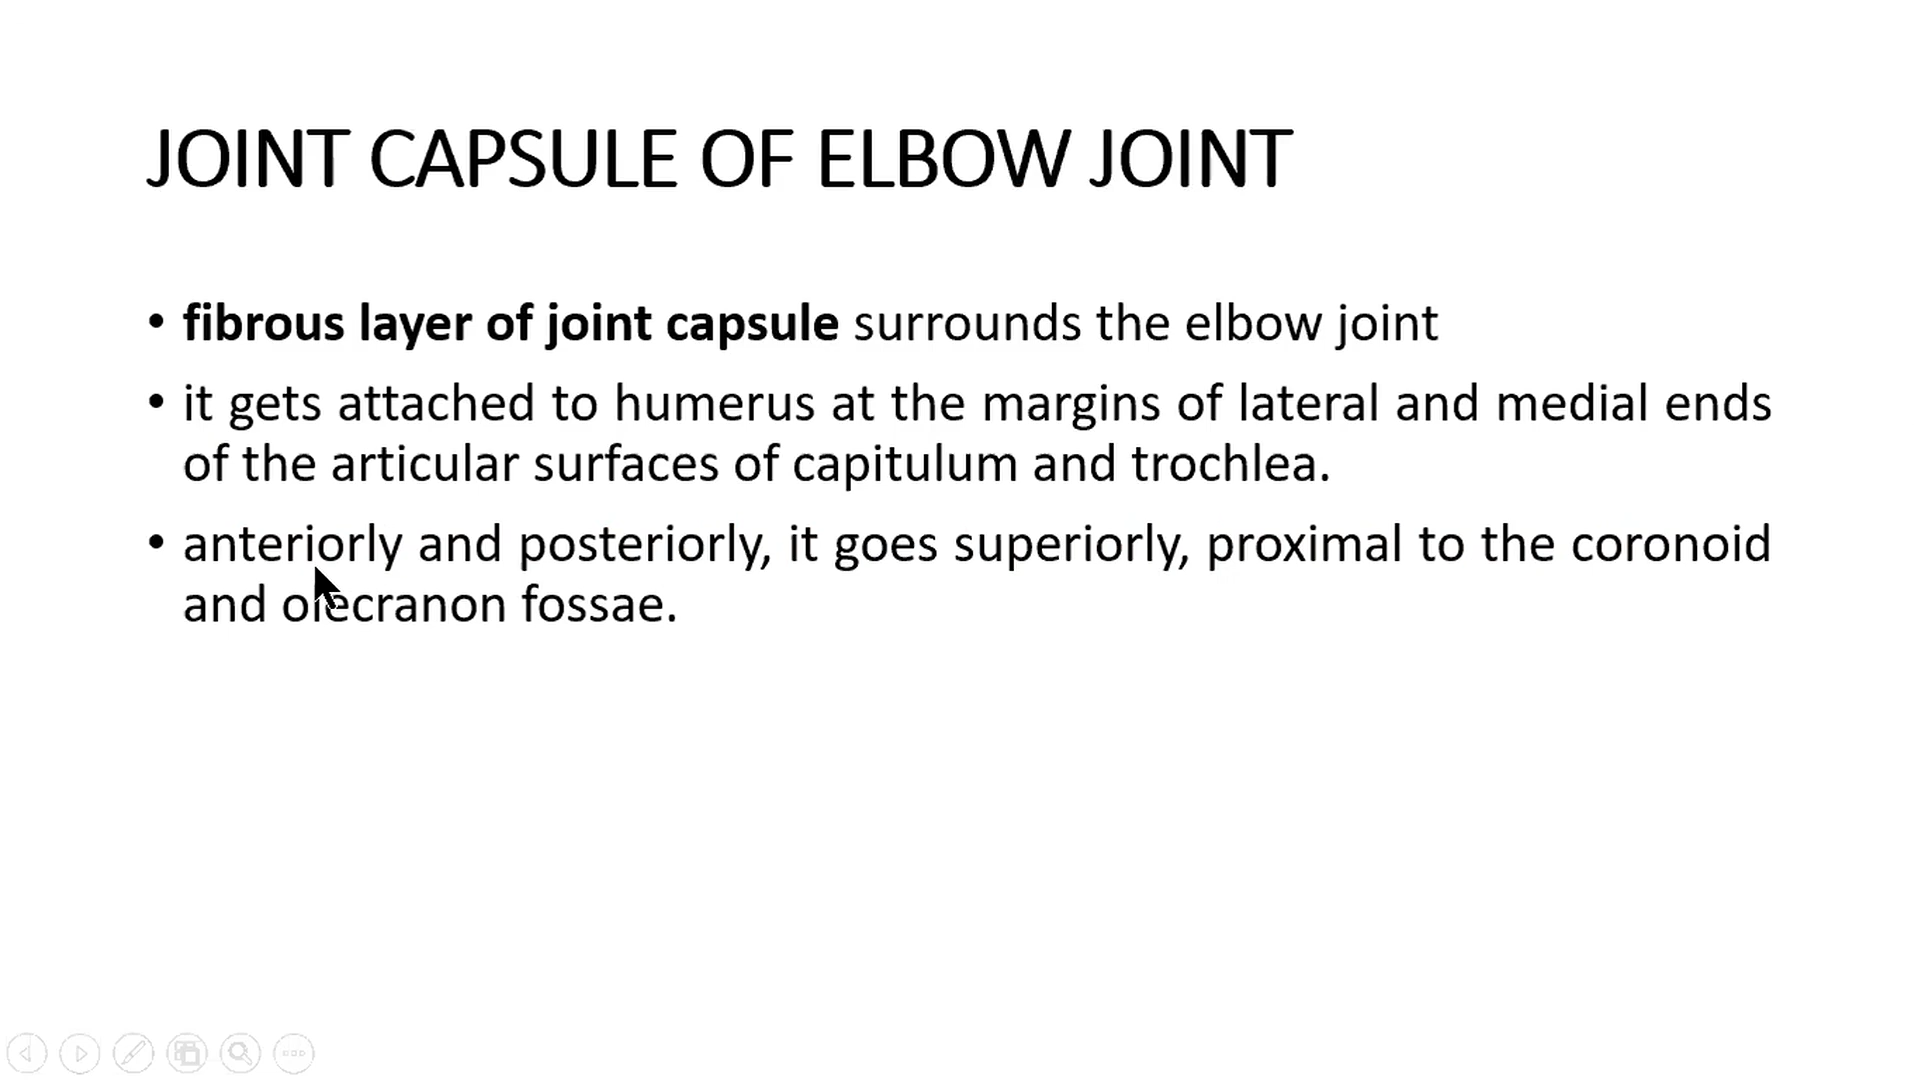 JOINT CAPSULE OF ELBOW JOINT
• fibrous layer of joint capsule surrounds the elbow joint
• it gets attached to humerus at the margins of lateral and medial ends
of the articular surfaces of capitulum and trochlea.
• anteriorly and posteriorly, it goes superiorly, proximal to the coronoid
and olecranon fossae.